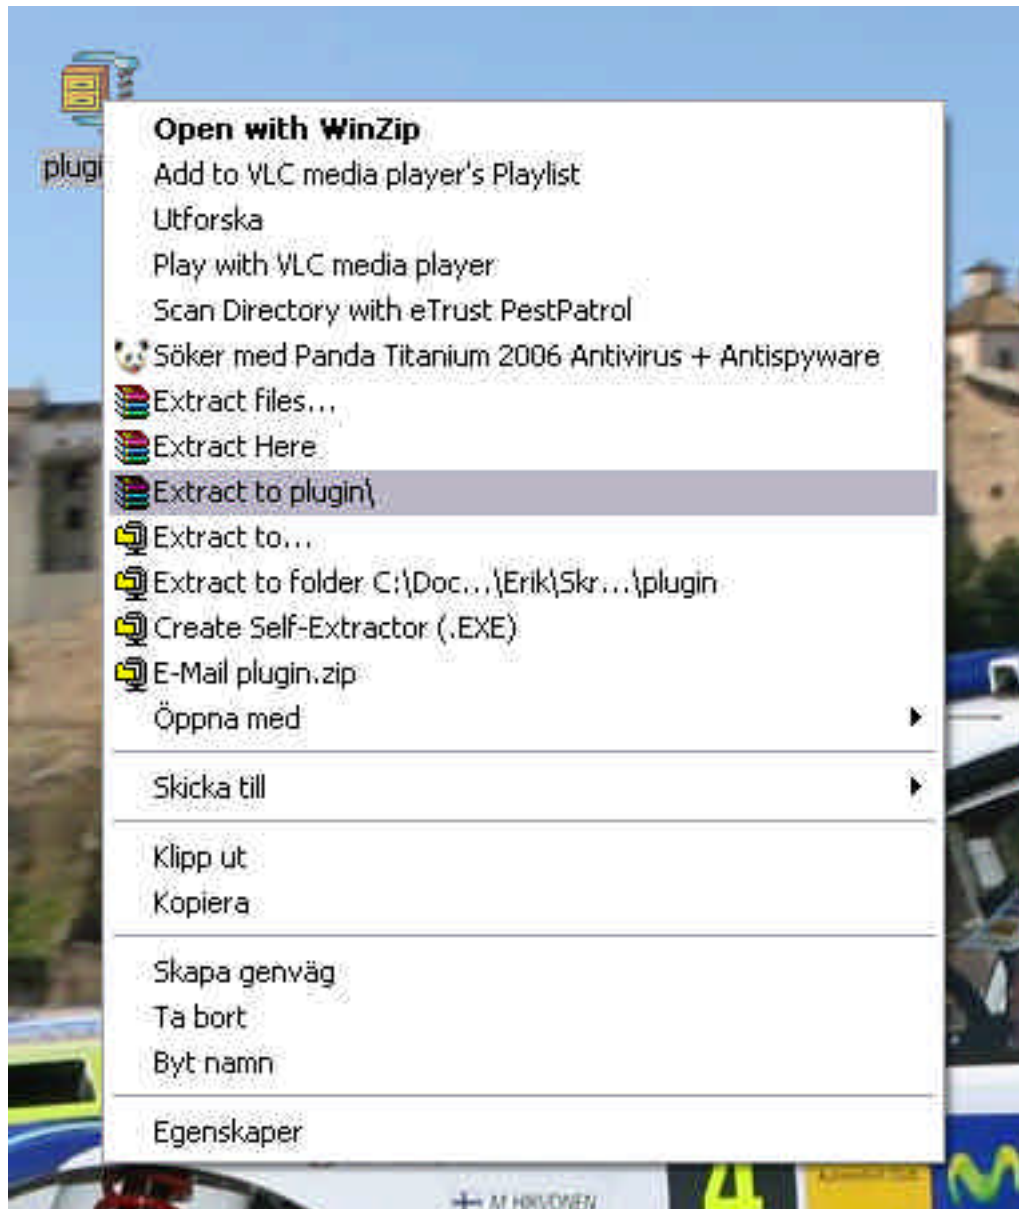 plugi
Open with WinZip
Add to VLC media player's Playlist
Utforska
Play with VLC media player
Scan Directory with eTrust PestPatrol
Söker med Panda Titanium 2006 Antivirus + Antispyware
Extract files...
Extract Here
Extract to plugin\
Extract to...
Extract to folder C:\Doc...\Erik\Skr...\plugin
Create Self-Extractor (.EXE)
E-Mail plugin.zip
Öppna med
Skicka till
Klipp ut
Kopiera
Skapa genväg
Ta bort
Byt namn
Egenskaper
4
M HIRVONEN